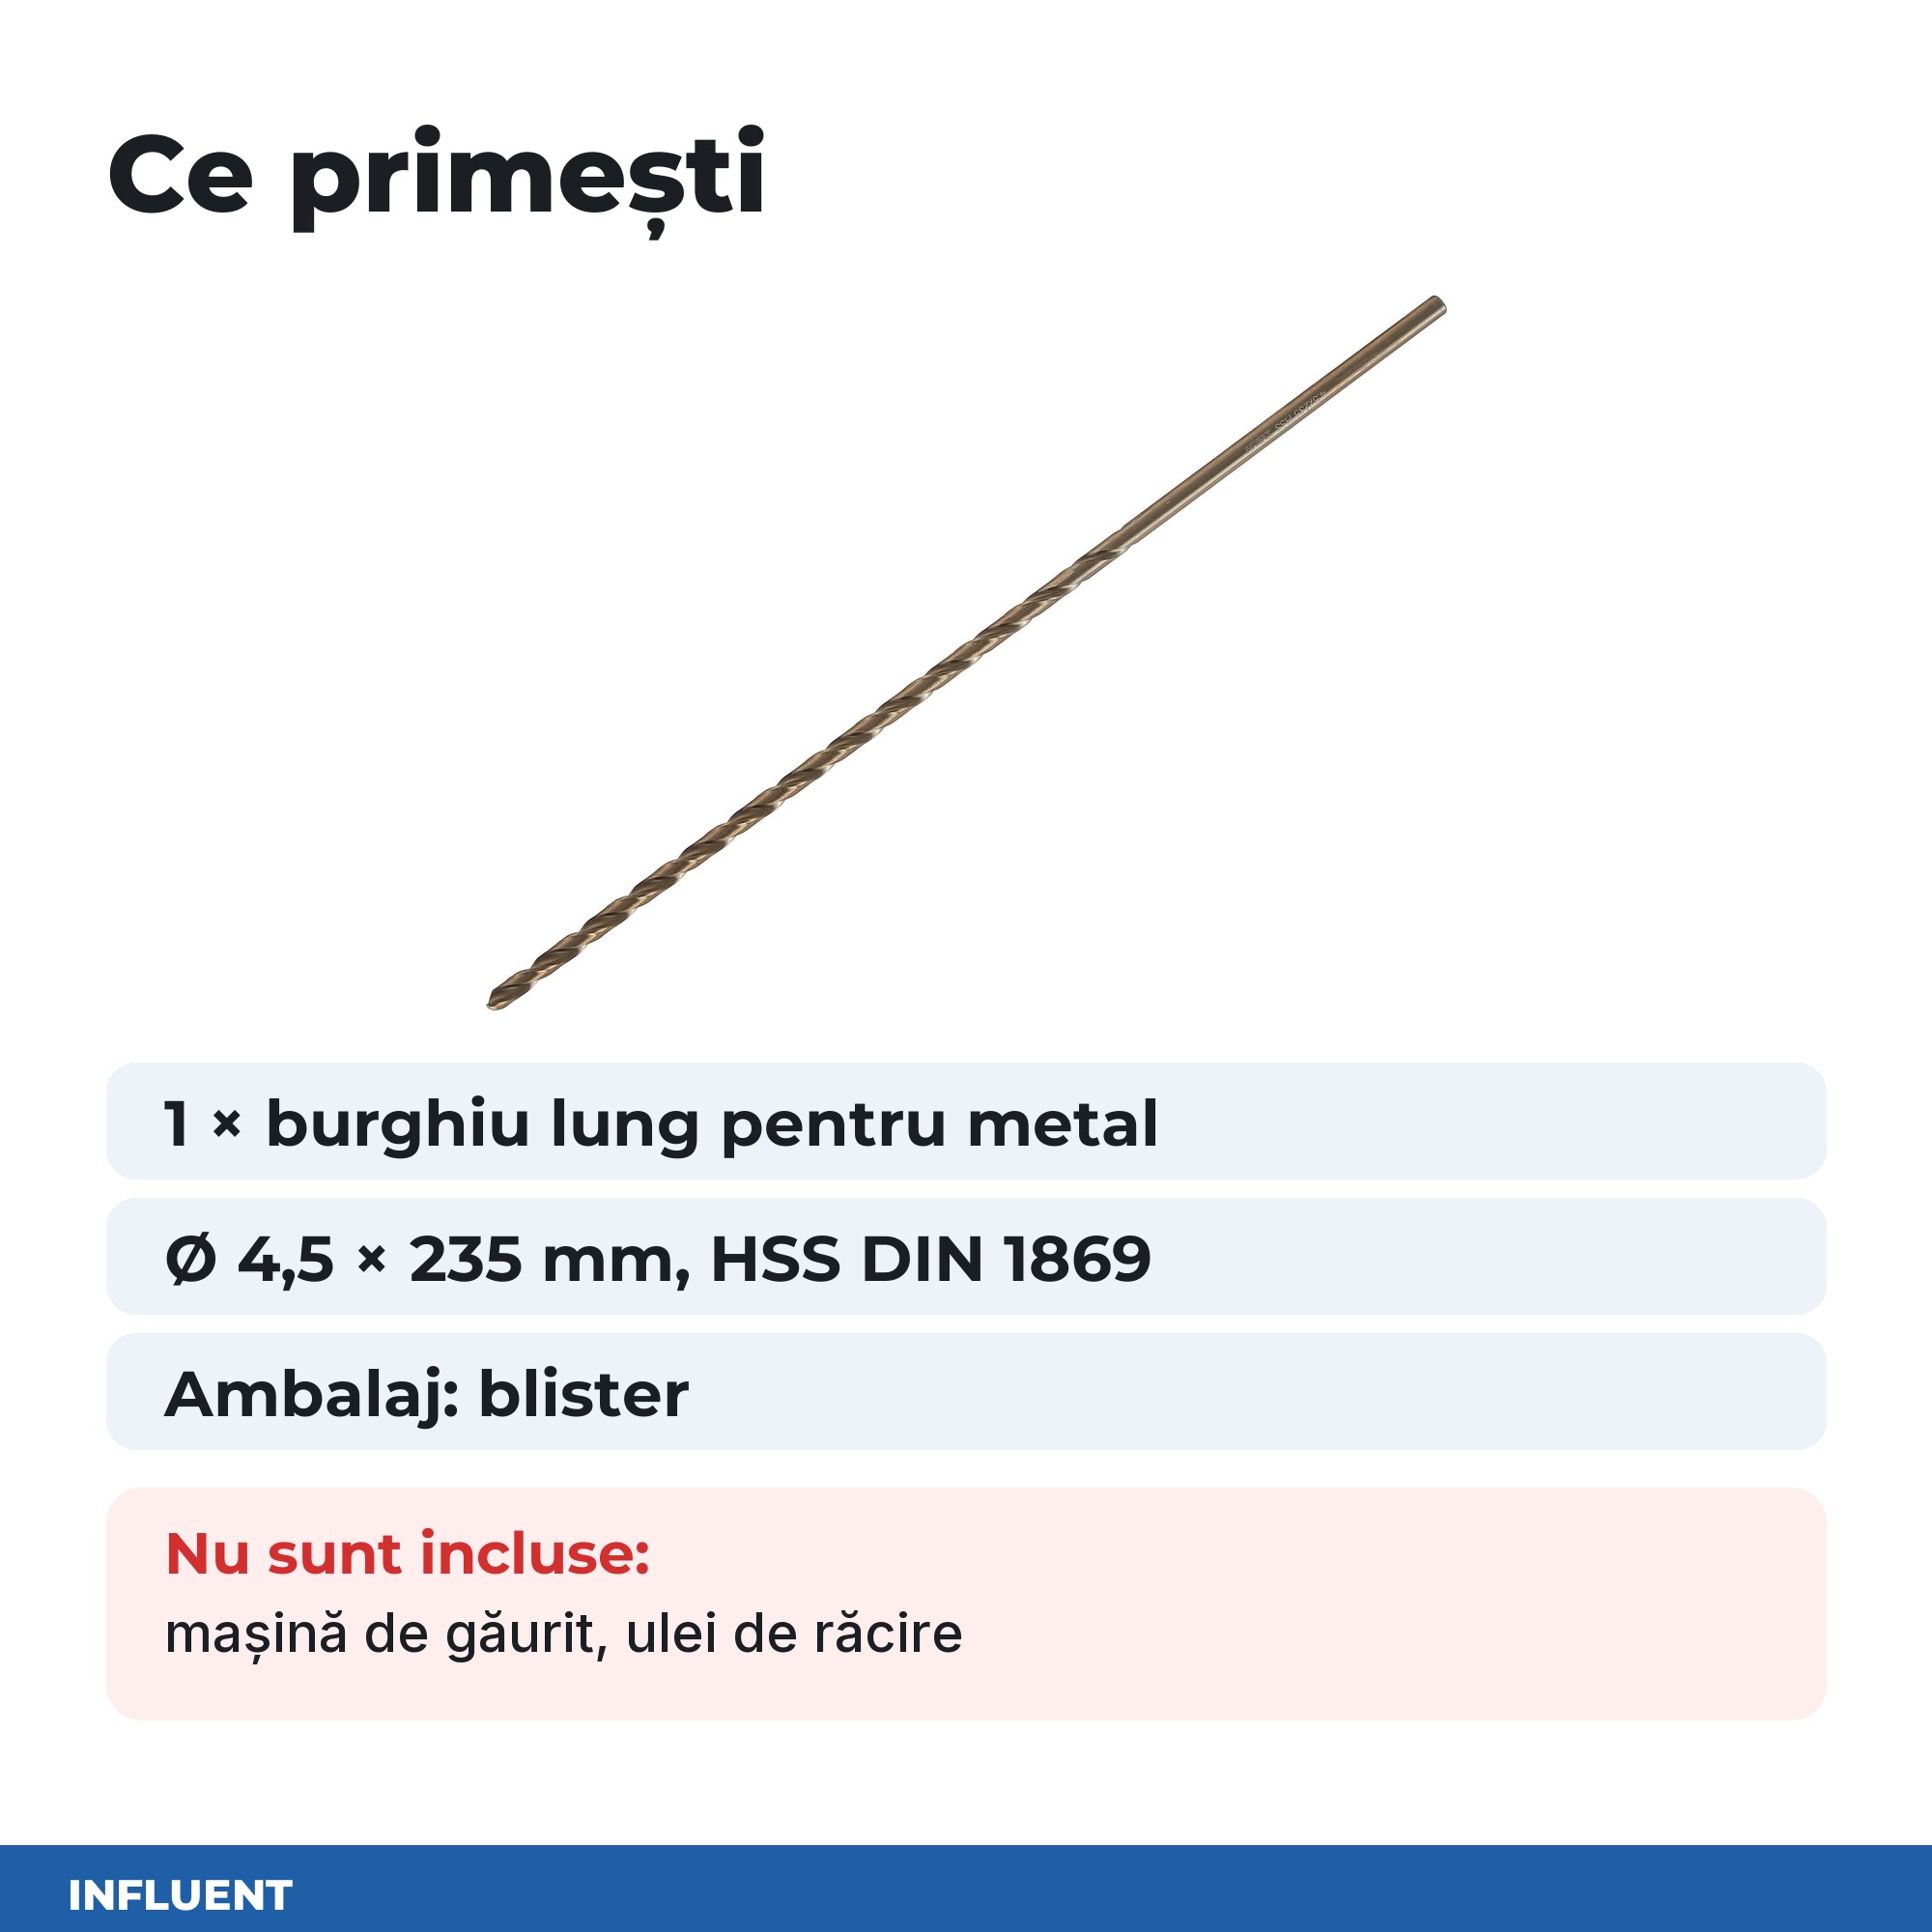 Ce primești
1 × burghiu lung pentru metal
Ø 4,5 × 235 mm, HSS DIN 1869
Ambalaj: blister
Nu sunt incluse:
mașină de găurit, ulei de răcire
INFLUENT